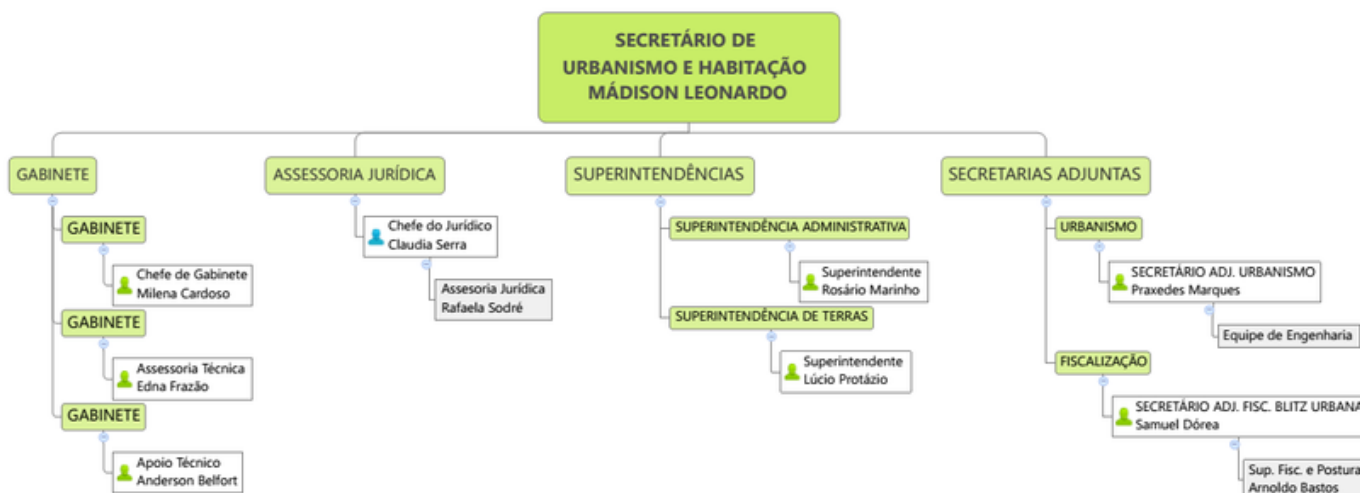 SECRETÁRIO DE
URBANISMO E HABITAÇÃO
MÁDISON LEONARDO
GABINETE
GABINETE
Chefe de Gabinete
Milena Cardoso
GABINETE
Assessoria Técnica
Edna Frazão
GABINETE
Apoio Técnico
Anderson Belfort
ASSESSORIA JURÍDICA
Chefe do Jurídico
Claudia Serra
Assesoria Jurídica
Rafaela Sodré
SUPERINTENDÊNCIAS
SUPERINTENDÊNCIA ADMINISTRATIVA
Superintendente
Rosário Marinho
SUPERINTENDÊNCIA DE TERRAS
Superintendente
Lúcio Protázio
SECRETARIAS ADJUNTAS
URBANISMO
SECRETÁRIO ADJ. URBANISMO
Praxedes Marques
Equipe de Engenharia
FISCALIZAÇÃO
SECRETÁRIO ADJ. FISC. BLITZ URBANA
Samuel Dórea
Sup. Fisc. e Postura
Arnoldo Bastos